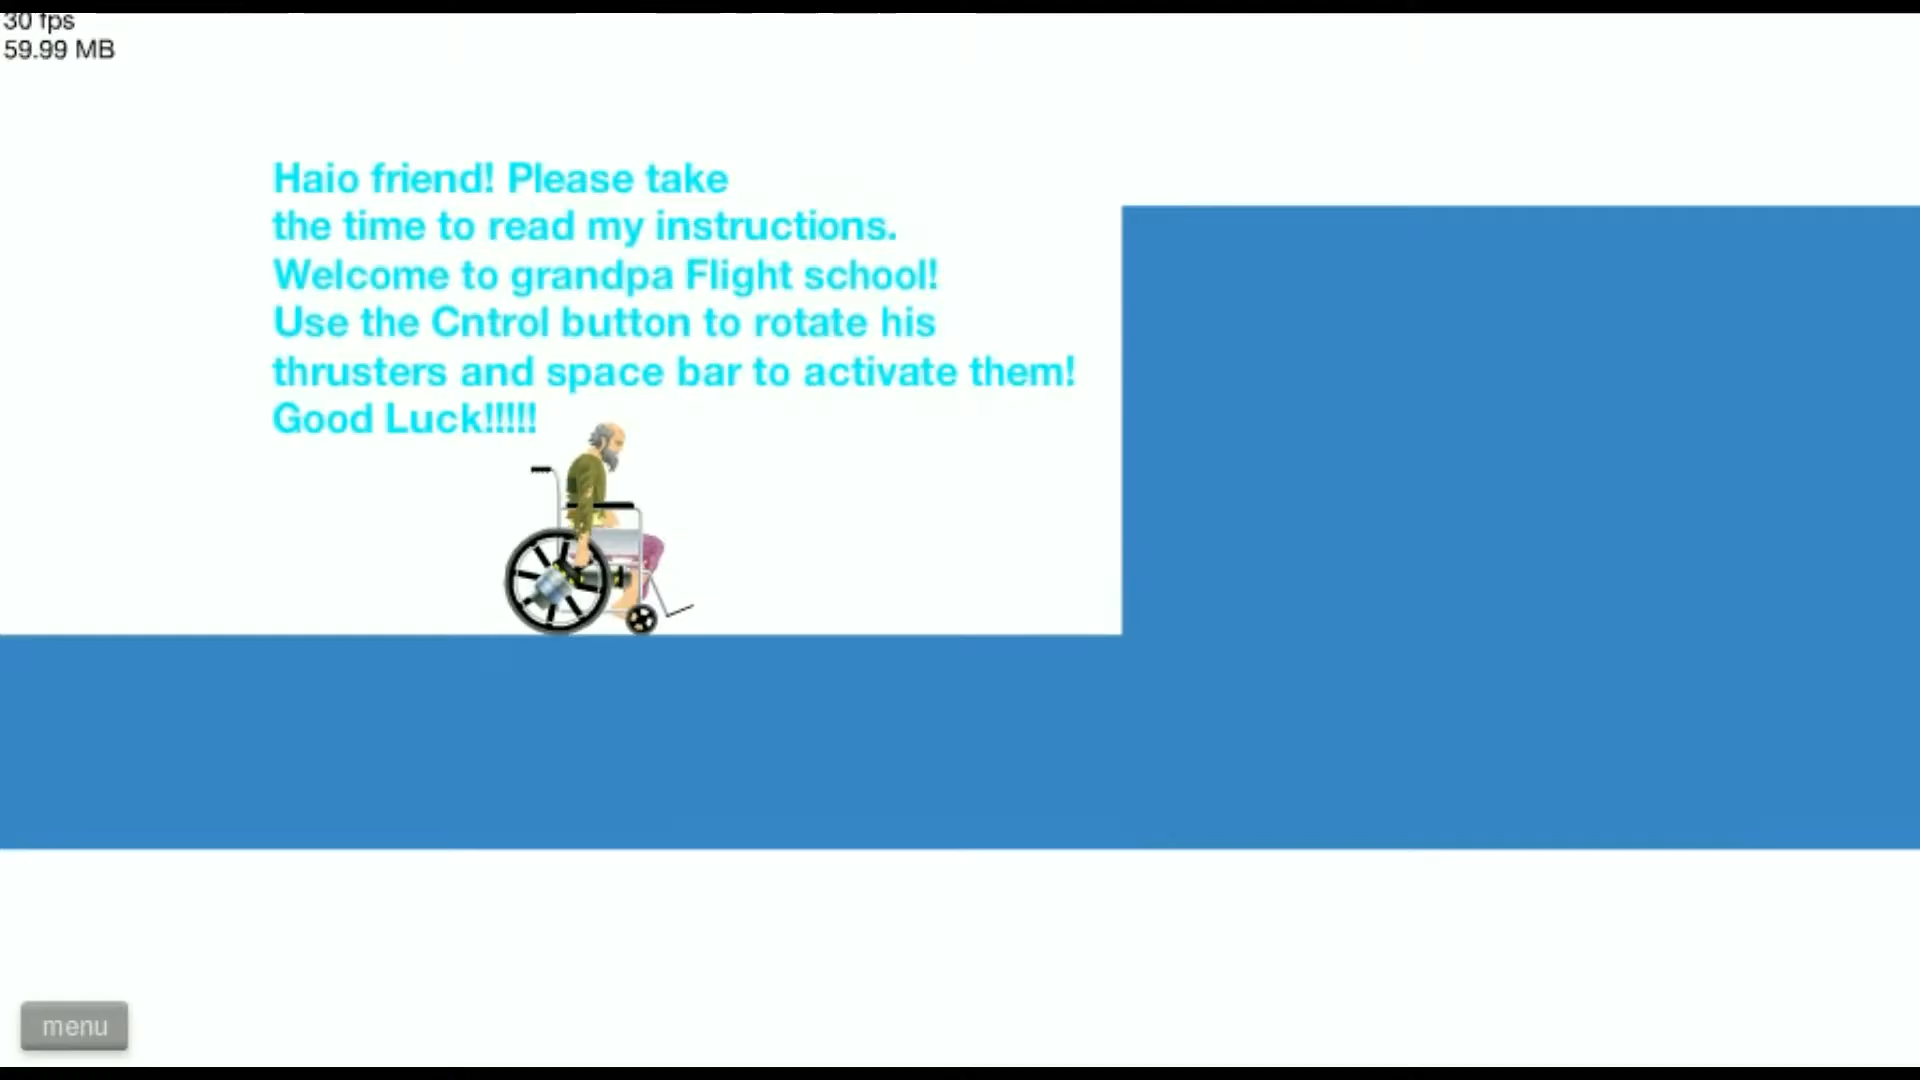 30 fps
59.99 MB
Haio friend! Please take
the time to read my instructions.
Welcome to grandpa Flight school!
Use the Cntrol button to rotate his
thrusters and space bar to activate them!
Good Luck!!!!!
menu